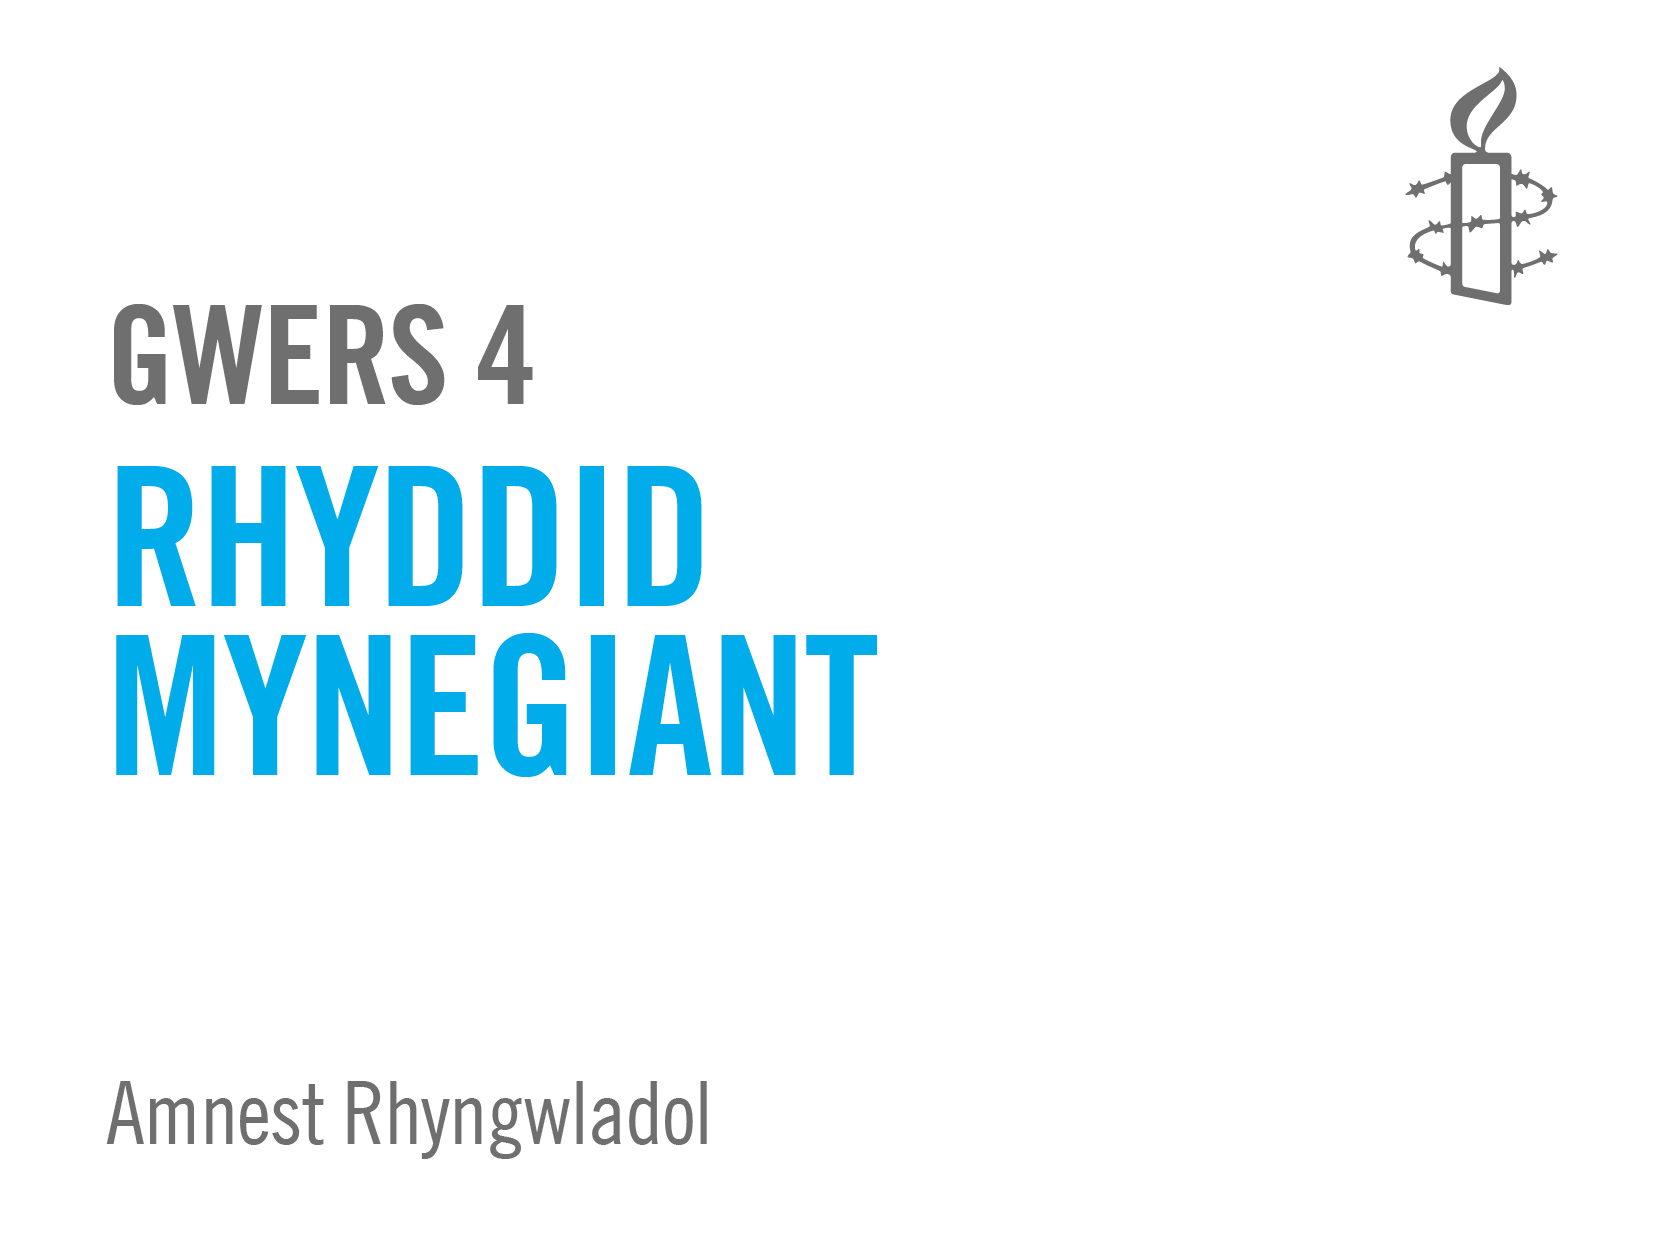 GWERS 4
RHYDDID
MYNEGIANT
Amnest Rhyngwladol